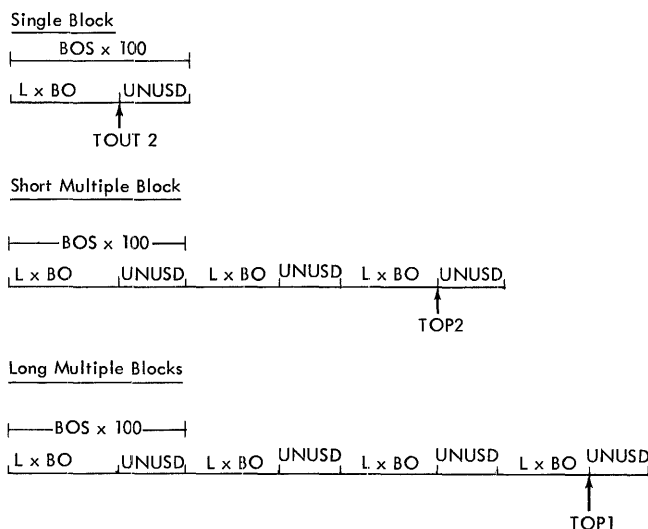 Single Block
BOS x 100
L x BO UNUSD
TOUT 2
Short Multiple Block
BOS x 100
L x BO UNUSD L x BO UNUSD L x BO UNUSD
TOP2
Long Multiple Blocks
BOS x 100
L x BO UNUSD L x BO UNUSD L x BO UNUSD L x BO UNUSD
TOP1